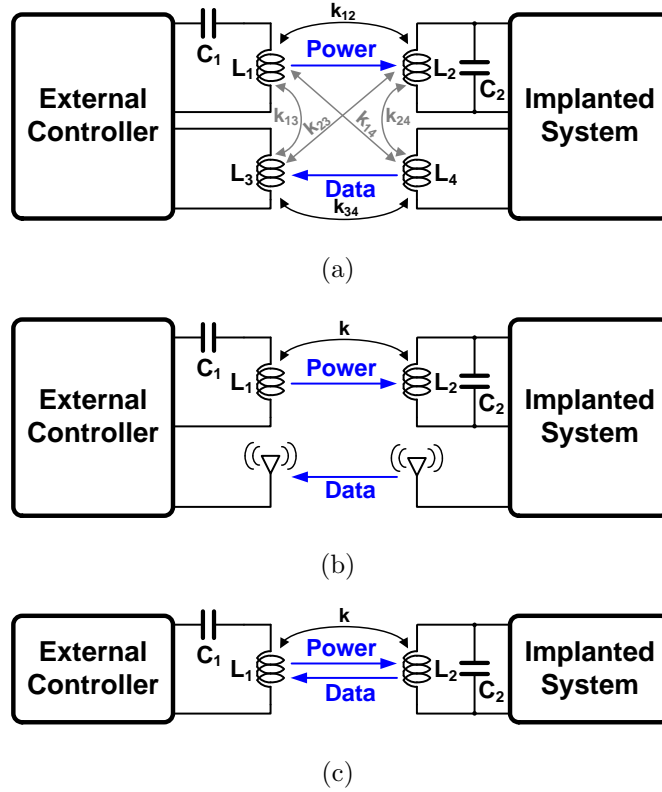 External
Controller
C1
L1
k12
Power
L2
C2
Implanted
System
k13
k23
k14
k24
L3
Data
L4
k34
(a)
External
Controller
C1
L1
k
Power
L2
C2
Implanted
System
Data
(b)
External
Controller
C1
L1
k
Power
Data
L2
C2
Implanted
System
(c)